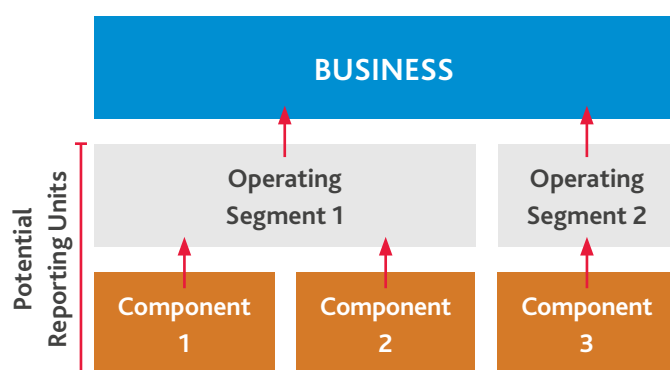 BUSINESS
Potential
Reporting Units
Operating
Segment 1
Operating
Segment 2
Component
1
Component
2
Component
3